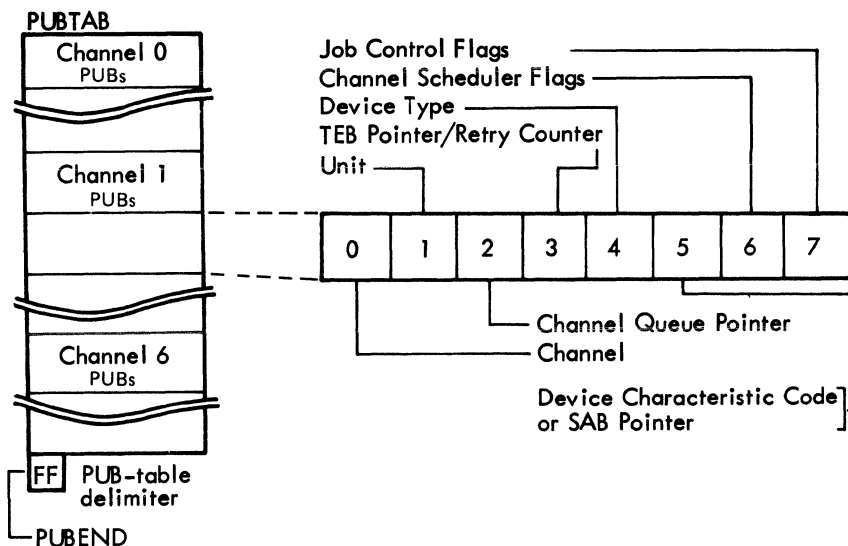 PUBTAB
Channel 0
PUBs
Channel 1
PUBs
Channel 6
PUBs
FF
PUB-table
delimiter
PUBEND
Job Control Flags
Channel Scheduler Flags
Device Type
TEB Pointer/Retry Counter
Unit
0 1 2 3 4 5 6 7
Channel Queue Pointer
Channel
Device Characteristic Code
or SAB Pointer